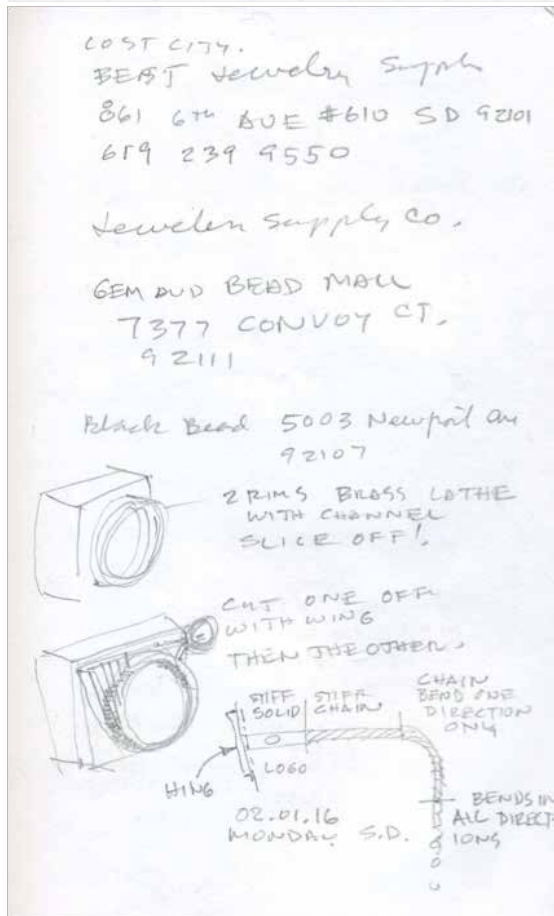 COST CITY.
BEST Jewelry Supply
861 6TH AVE #610 SD 92101
619 239 9550
Jewelers Supply Co.
GEM AND BEAD MALL
7377 CONVOY CT.
92111
Black Bead 5003 Newport Ave
92107
2 RIMS BRASS LATHE
WITH CHANNEL
SLICE OFF!
CUT ONE OFF
WITH WING
THEN THE OTHER.
STIFF
SOLID
STIFF
CHAIN
CHAIN
BEND ONE
DIRECTION
ONLY
LOGO
HING
02.01.16
MONDAY S.D.
BENDS IN
ALL DIRECT
IONS